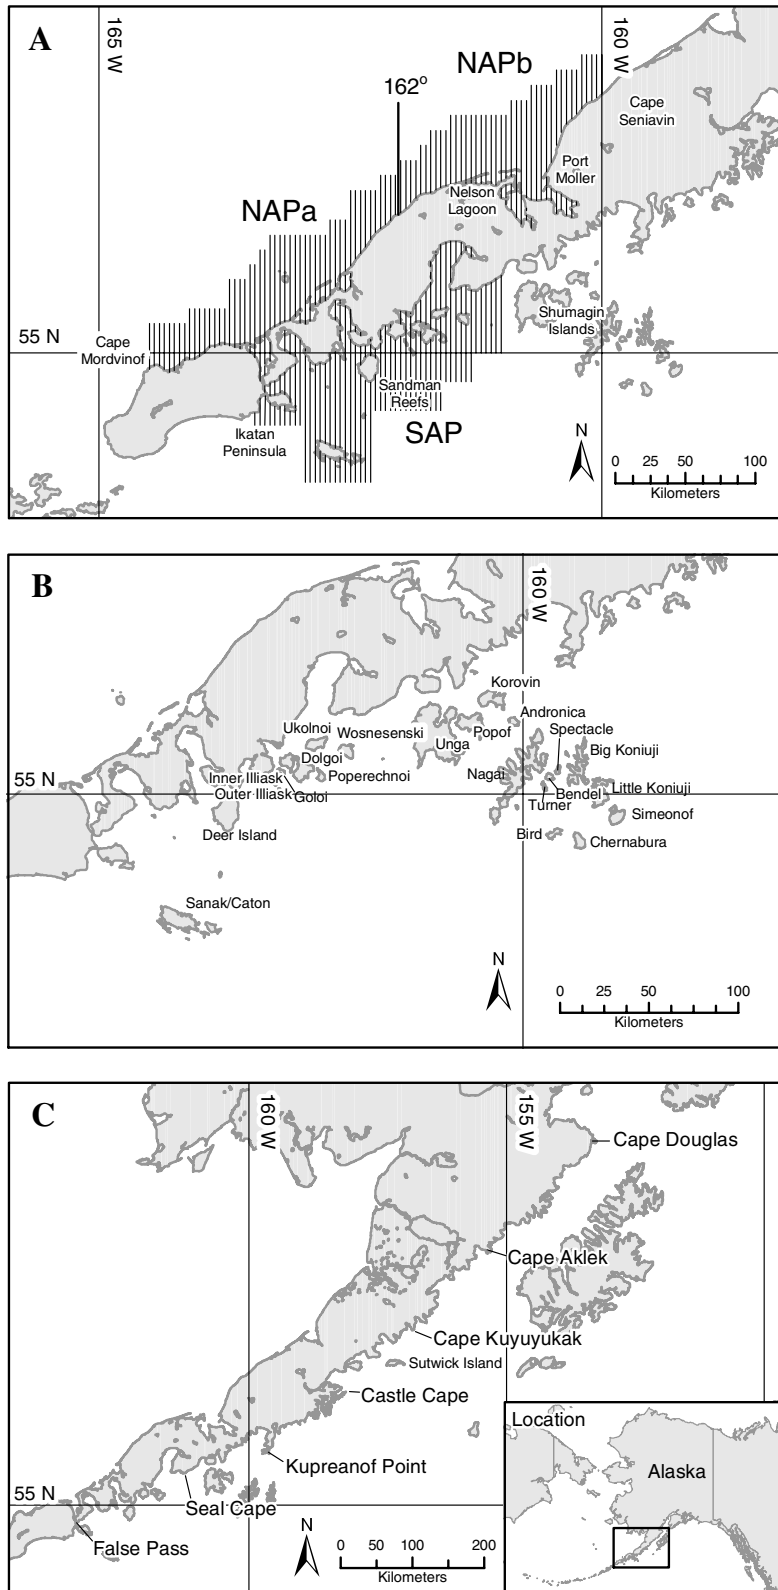 A
165 W
160 W
NAPb
162°
Cape
Seniavin
Port
Moller
Nelson
Lagoon
NAPa
Shumagin
Islands
55 N
Cape
Mordvinof
Sandman
Reefs
SAP
Ikatan
Peninsula
N
0 25 50 100
Kilometers
B
160 W
Korovin
Andronica
Ukolnoi
Wosnesenski
Spectacle
Popof
Unga
Big Koniuji
Dolgoi
Nagai
Inner Illiask
Poperechnoi
55 N
Outer Illiask
Goloi
Bendel
Little Koniuji
Turner
Simeonof
Deer Island
Bird
Chernabura
Sanak/Caton
N
0 25 50 100
Kilometers
C
160 W
155 W
Cape Douglas
Cape Aklek
Cape Kuyuyukak
Sutwick Island
Castle Cape
Location
Kupreanof Point
Alaska
55 N
Seal Cape
False Pass
N
0 50 100 200
Kilometers